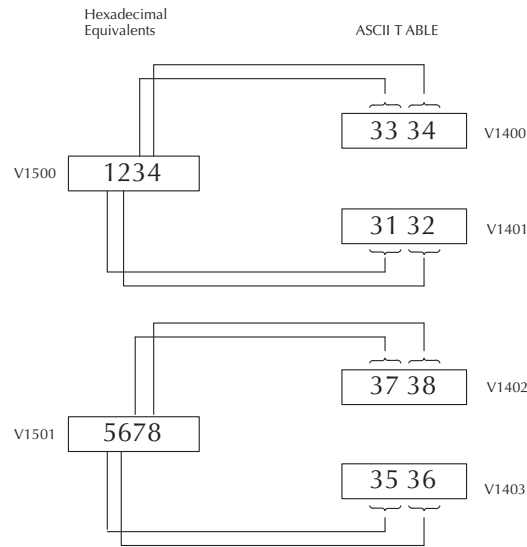 Hexadecimal
Equivalents
ASCII T ABLE
33 34
V1400
V1500
1234
31 32
V1401
37 38
V1402
V1501
5678
35 36
V1403